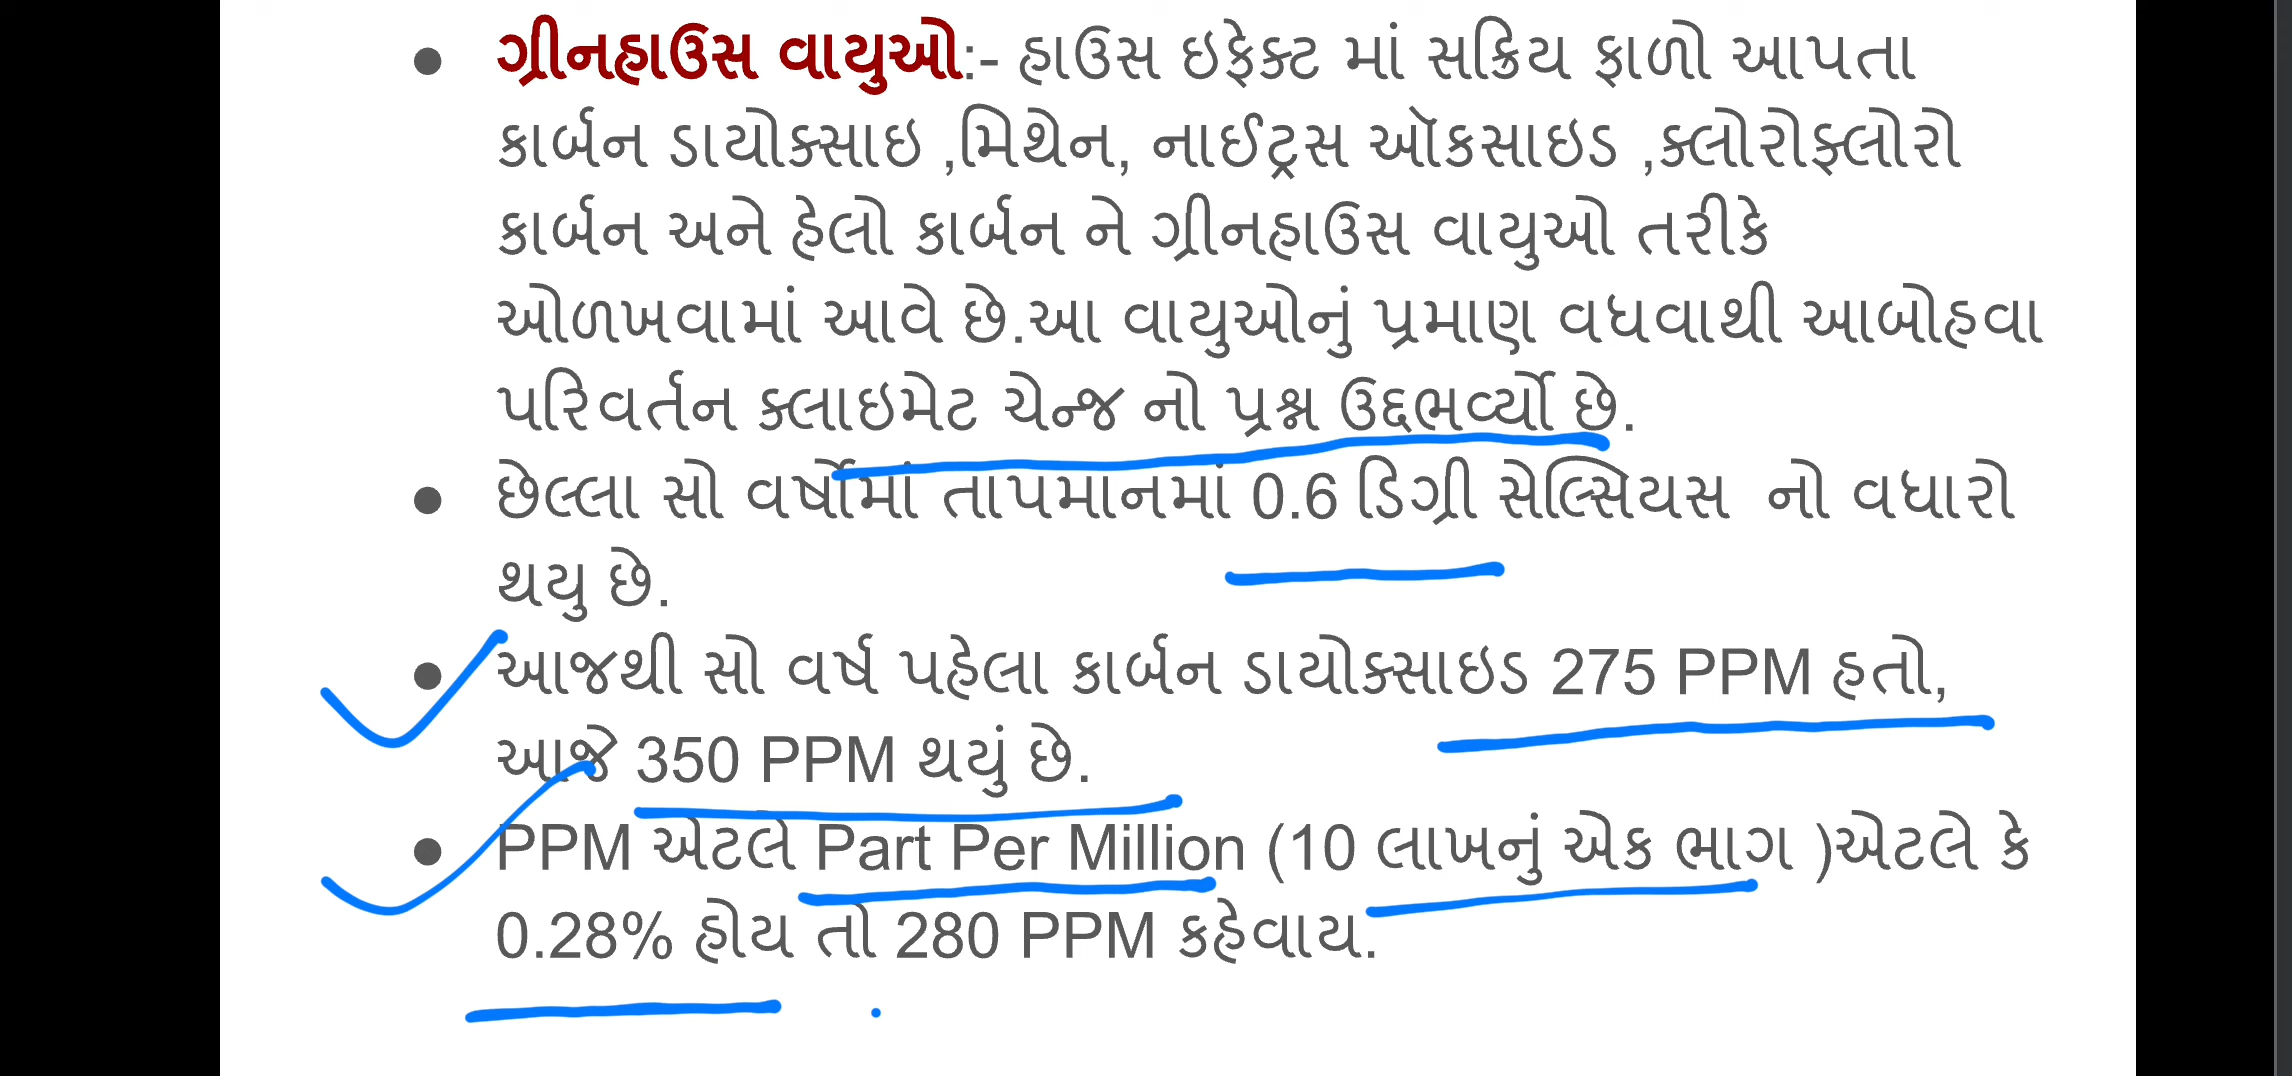 ● ગ્રીનહાઉસ વાયુઓ:- હાઉસ ઇફેક્ટ માં સક્રિય ફાળો આપતા
કાર્બન ડાયોક્સાઇ ,મિથેન, નાઈટ્રસ ઑકસાઇડ ,ક્લોરોફ્લોરો
કાર્બન અને હેલો કાર્બન ને ગ્રીનહાઉસ વાયુઓ તરીકે
ઓળખવામાં આવે છે.આ વાયુઓનું પ્રમાણ વધવાથી આબોહવા
પરિવર્તન ક્લાઇમેટ ચેન્જ નો પ્રશ્ન ઉદ્દભવ્યોં છે.
● છેલ્લા સો વર્ષોમાં તાપમાનમાં 0.6 ડિગ્રી સેલ્સિયસ નો વધારો
થયુ છે.
● આજથી સો વર્ષ પહેલા કાર્બન ડાયોક્સાઇડ 275 PPM હતો,
આજે 350 PPM થયું છે.
● PPM એટલે Part Per Million (10 લાખનું એક ભાગ )એટલે કે
0.28% હોય તો 280 PPM કહેવાય.